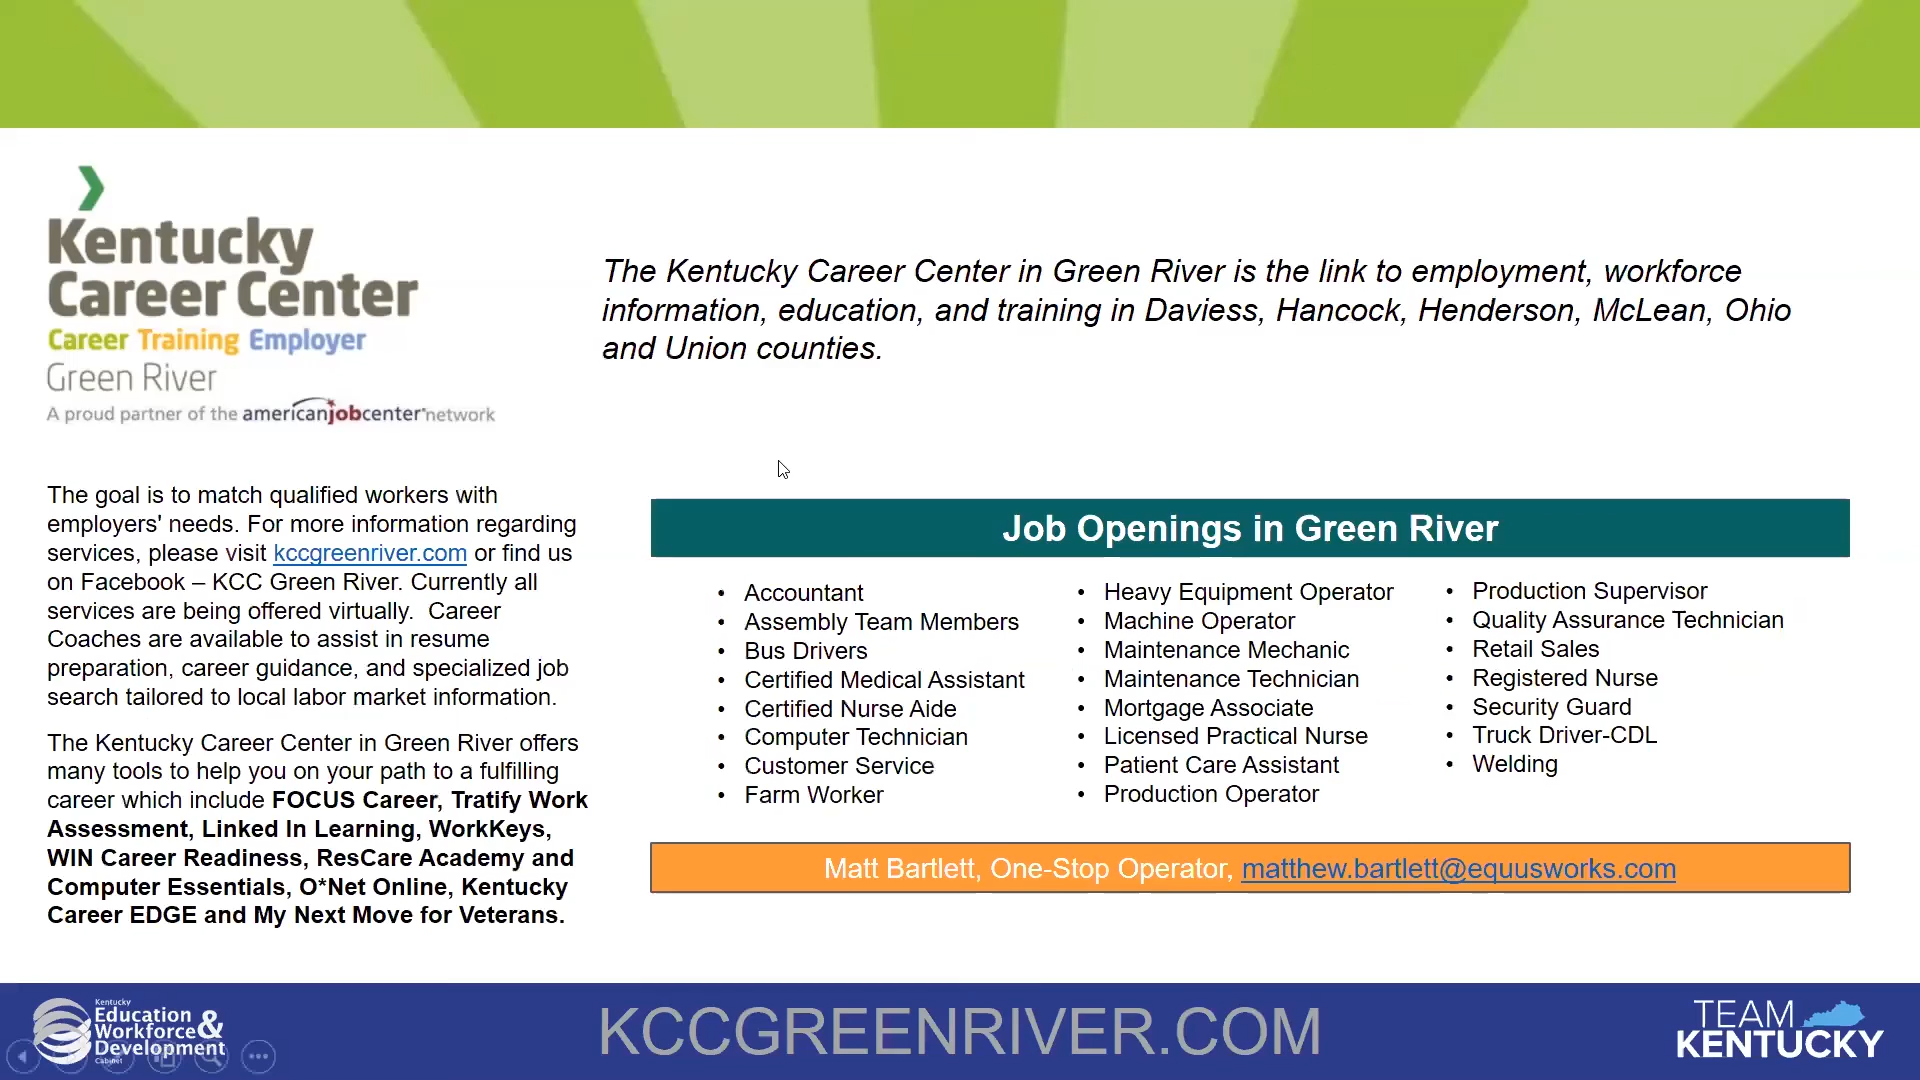 Kentucky
Career Center
Career Training Employer
Green River
A proud partner of the americanjobcenter network
The Kentucky Career Center in Green River is the link to employment, workforce
information, education, and training in Daviess, Hancock, Henderson, McLean, Ohio
and Union counties.
The goal is to match qualified workers with
employers' needs. For more information regarding
services, please visit kccgreenriver.com or find us
on Facebook – KCC Green River. Currently all
services are being offered virtually.  Career
Coaches are available to assist in resume
preparation, career guidance, and specialized job
search tailored to local labor market information.
The Kentucky Career Center in Green River offers
many tools to help you on your path to a fulfilling
career which include FOCUS Career, Tratify Work
Assessment, Linked In Learning, WorkKeys,
WIN Career Readiness, ResCare Academy and
Computer Essentials, O*Net Online, Kentucky
Career EDGE and My Next Move for Veterans.
Job Openings in Green River
• Accountant
• Assembly Team Members
• Bus Drivers
• Certified Medical Assistant
• Certified Nurse Aide
• Computer Technician
• Customer Service
• Farm Worker
• Heavy Equipment Operator
• Machine Operator
• Maintenance Mechanic
• Maintenance Technician
• Mortgage Associate
• Licensed Practical Nurse
• Patient Care Assistant
• Production Operator
• Production Supervisor
• Quality Assurance Technician
• Retail Sales
• Registered Nurse
• Security Guard
• Truck Driver-CDL
• Welding
Matt Bartlett, One-Stop Operator, matthew.bartlett@equusworks.com
Kentucky
Education &
Workforce
Development
Cabinet
KCCGREENRIVER.COM
TEAM
KENTUCKY